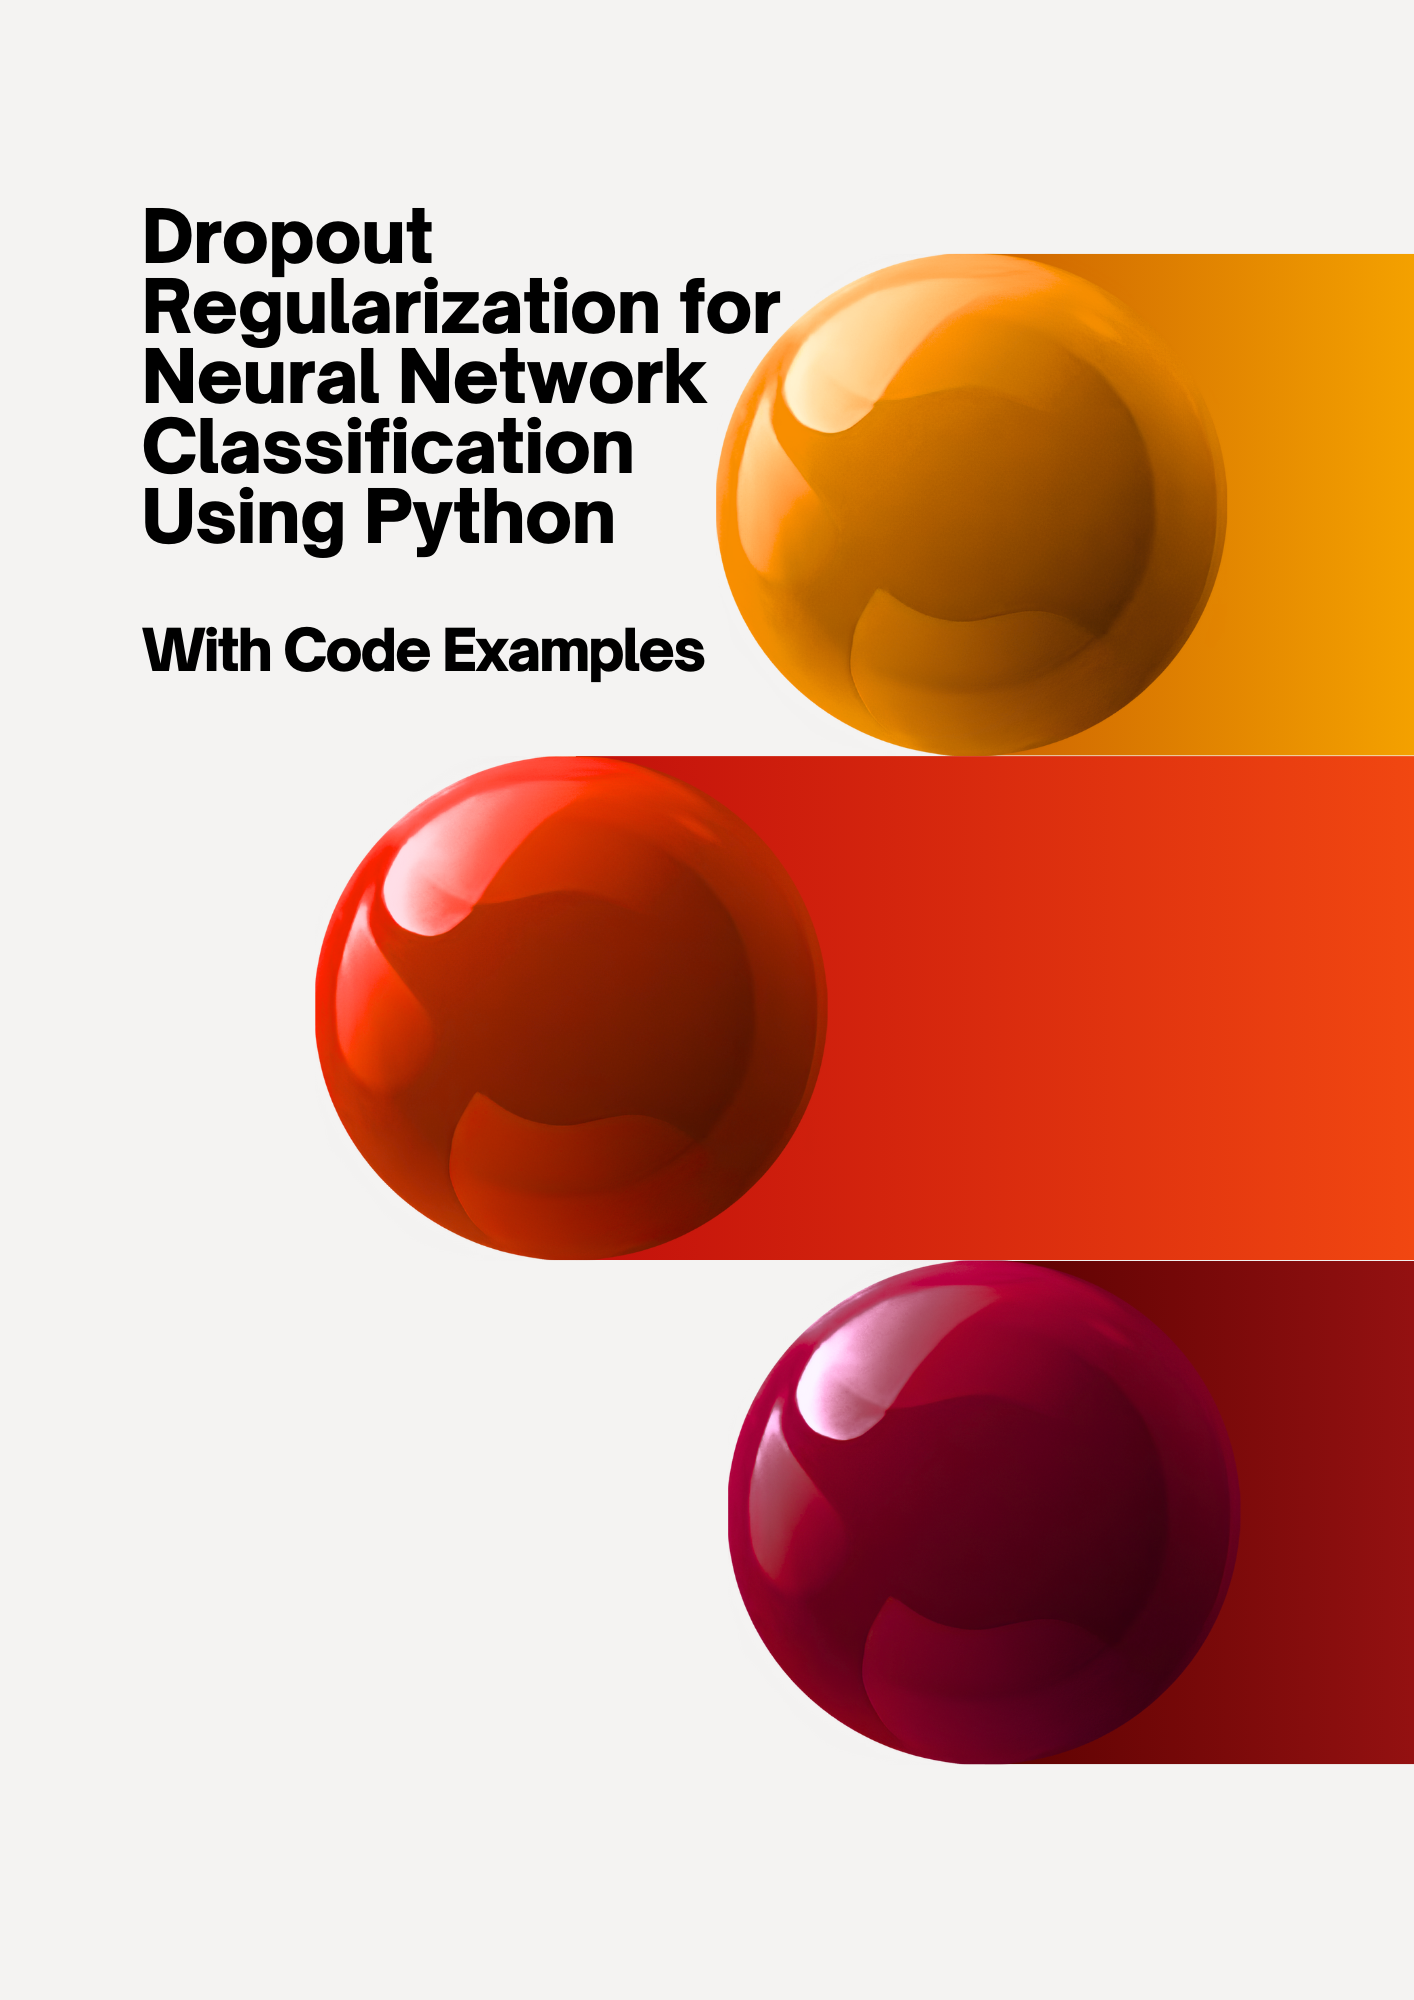 Dropout
Regularization for
Neural Network
Classification
Using Python
With Code Examples